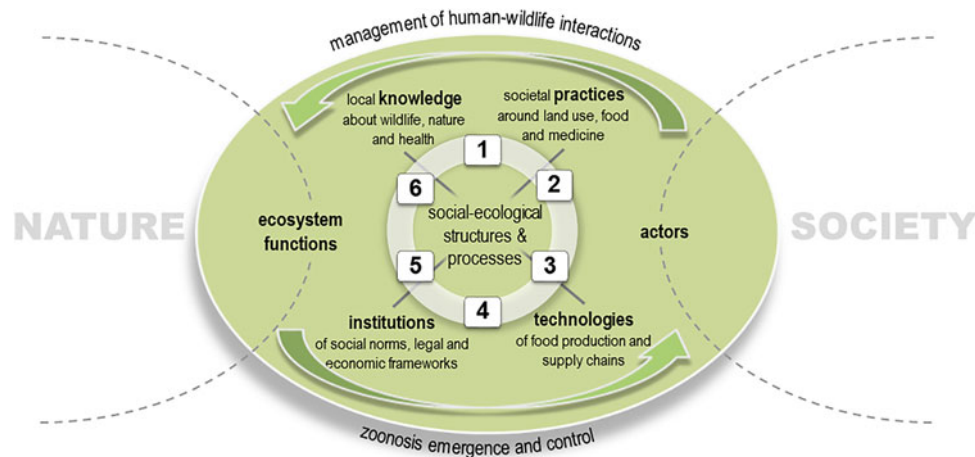 management of human-wildlife interactions
local knowledge
about wildlife, nature
and health
societal practices
around land use, food
and medicine
1
6
2
NATURE
ecosystem
functions
social-ecological
structures &
processes
actors
SOCIETY
5
3
4
institutions
of social norms, legal and
economic frameworks
technologies
of food production and
supply chains
zoonosis emergence and control